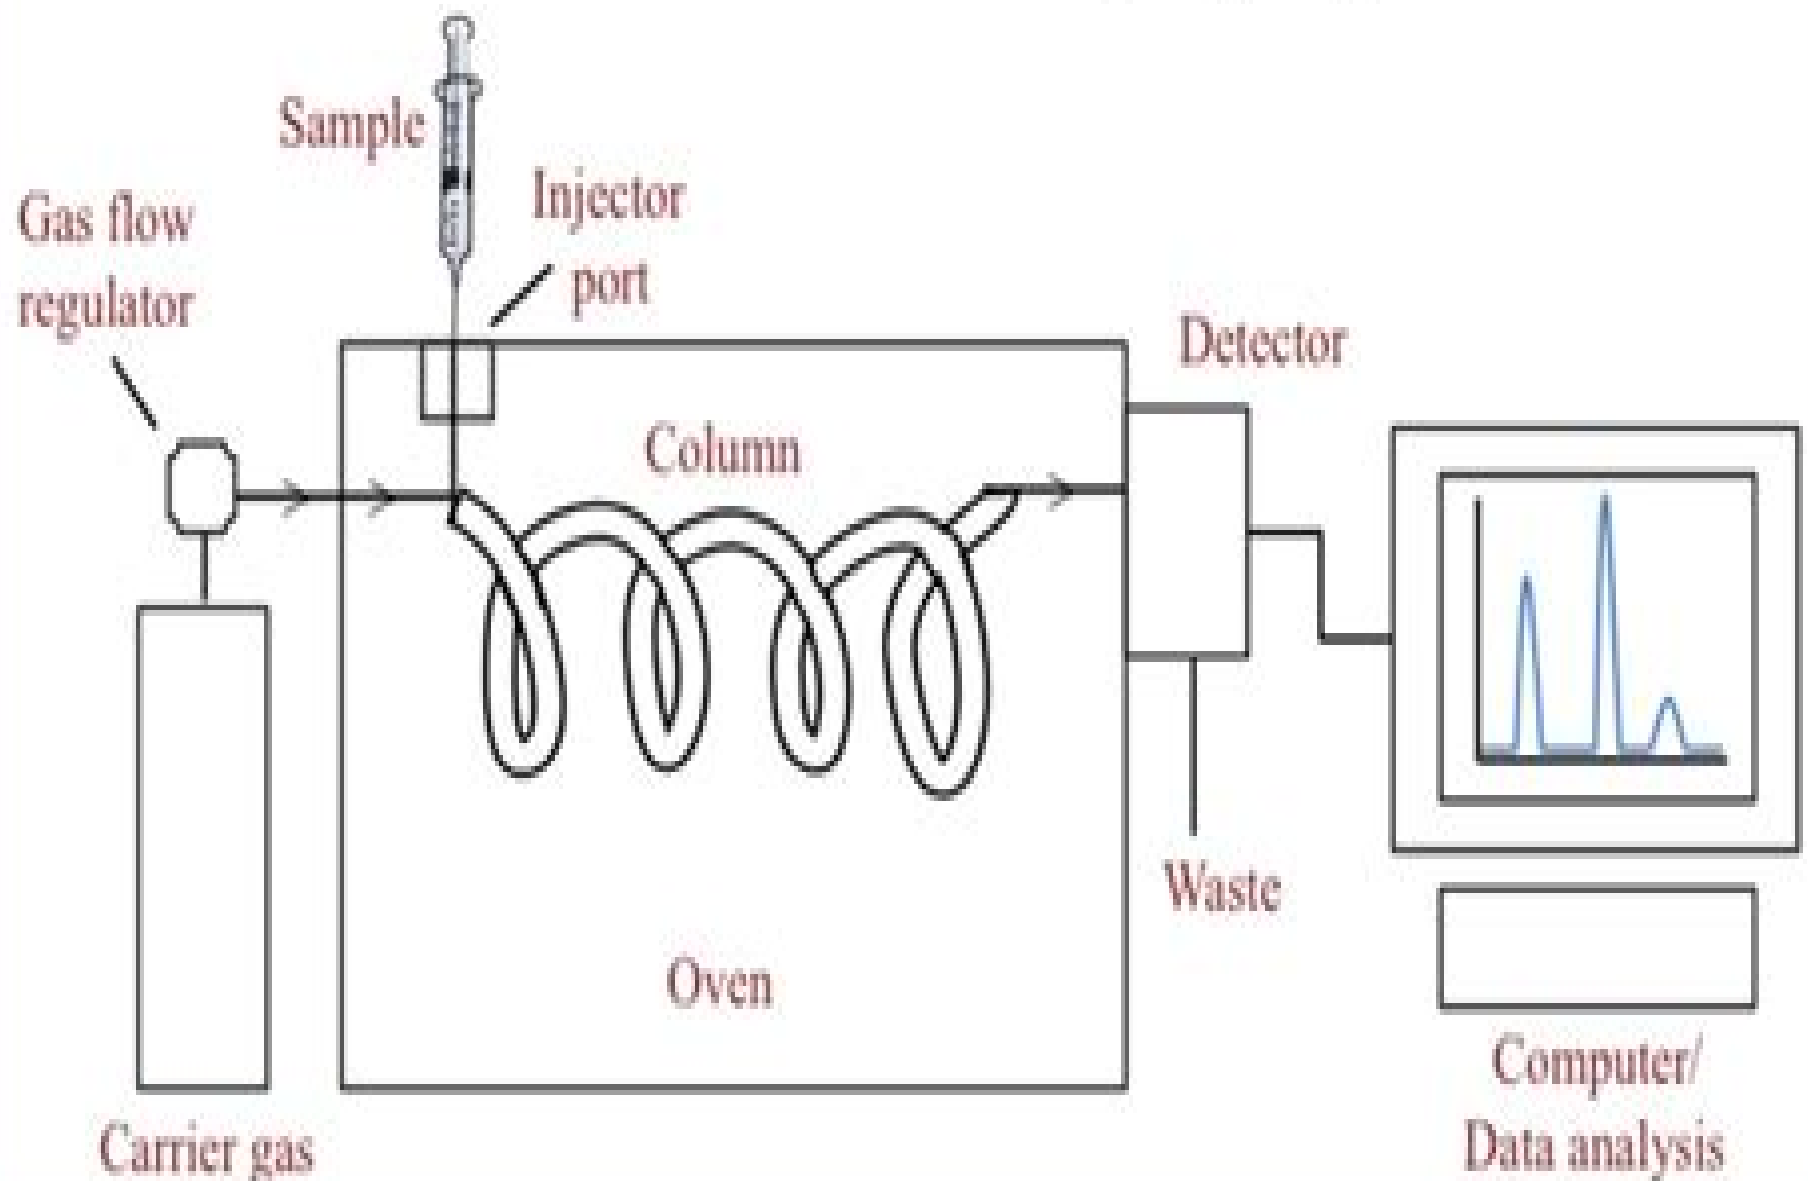 Sample
Injector
port
Gas flow
regulator
Detector
Column
Waste
Oven
Computer/
Data analysis
Carrier gas